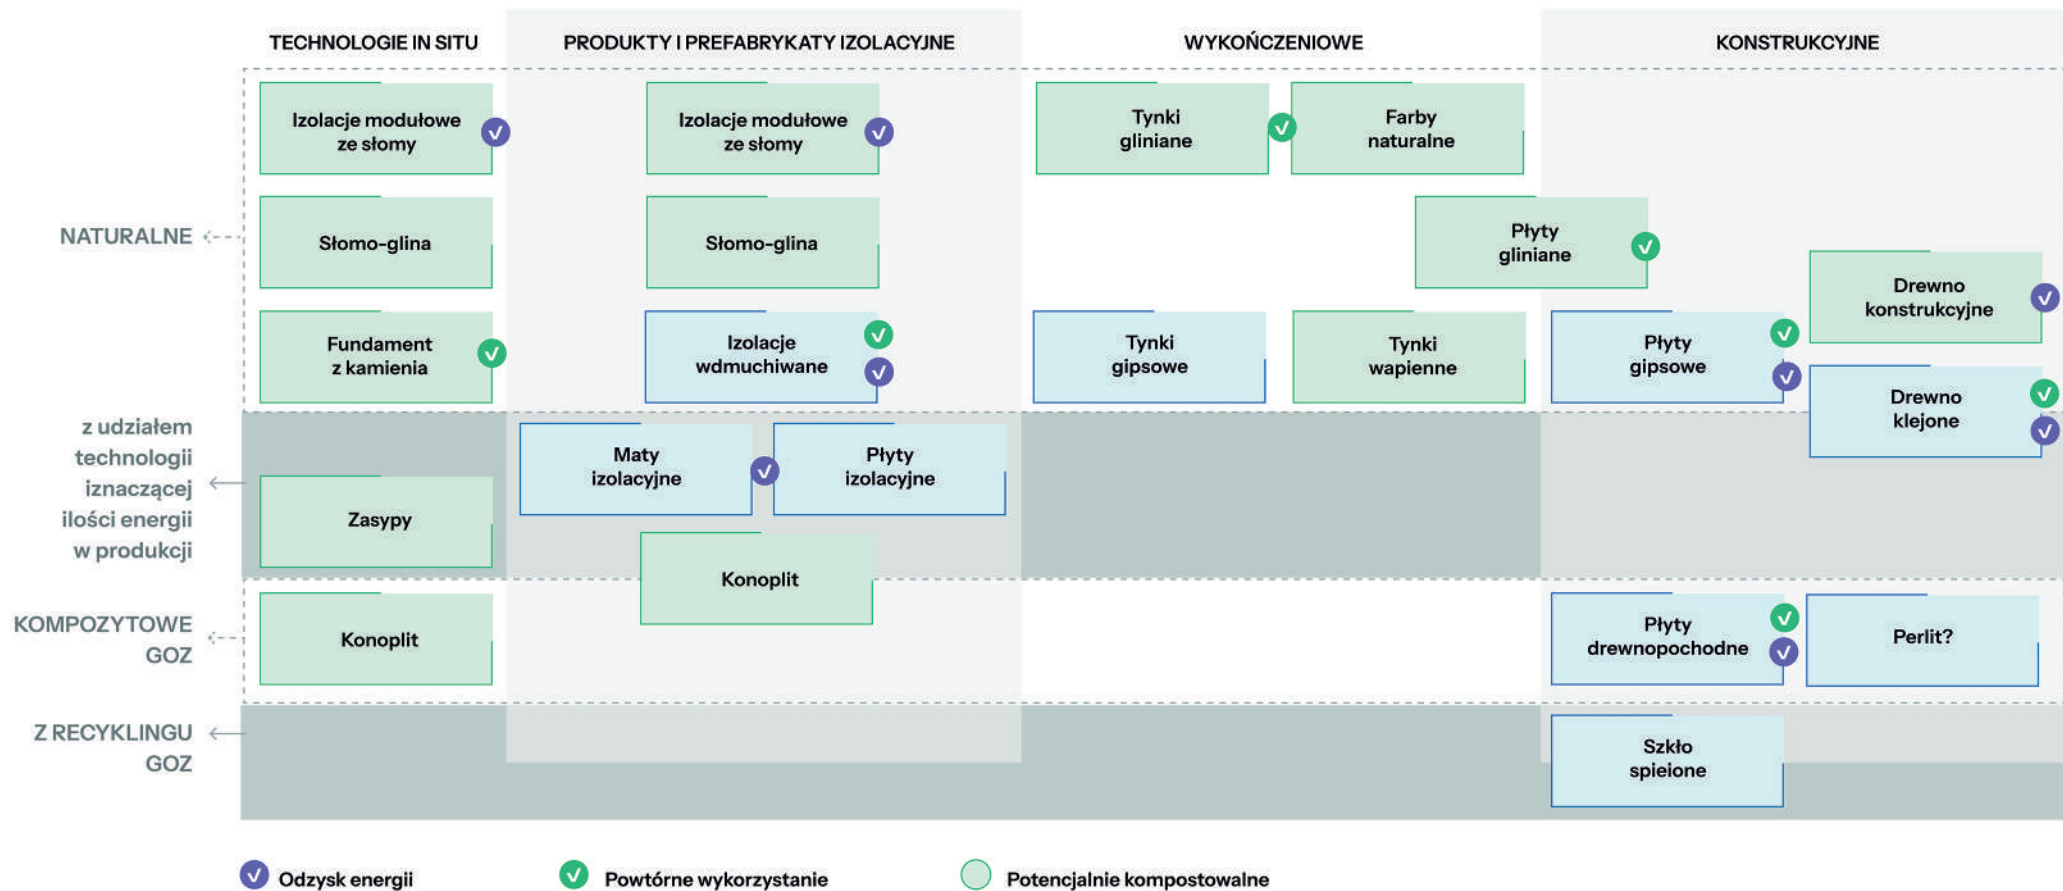 TECHNOLOGIE IN SITU
PRODUKTY I PREFABRYKATY IZOLACYJNE
WYKOŃCZENIOWE
KONSTRUKCYJNE
NATURALNE
Izolacje modułowe
ze słomy
Izolacje modułowe
ze słomy
Tynki
gliniane
Farby
naturalne
Słomo-glina
Słomo-glina
Płyty
gliniane
Drewno
konstrukcyjne
Fundament
z kamienia
Izolacje
wdmuchiwane
Tynki
gipsowe
Tynki
wapienne
Płyty
gipsowe
Drewno
klejone
z udziałem
technologii
iznaczącej
ilości energii
w produkcji
Maty
izolacyjne
Płyty
izolacyjne
Zasypy
Konoplit
KOMPOZYTOWE
GOZ
Konoplit
Płyty
drewnopochodne
Perlit?
Z RECYKLINGU
GOZ
Szkło
spieione
Odzysk energii
Powtórne wykorzystanie
Potencjalnie kompostowalne